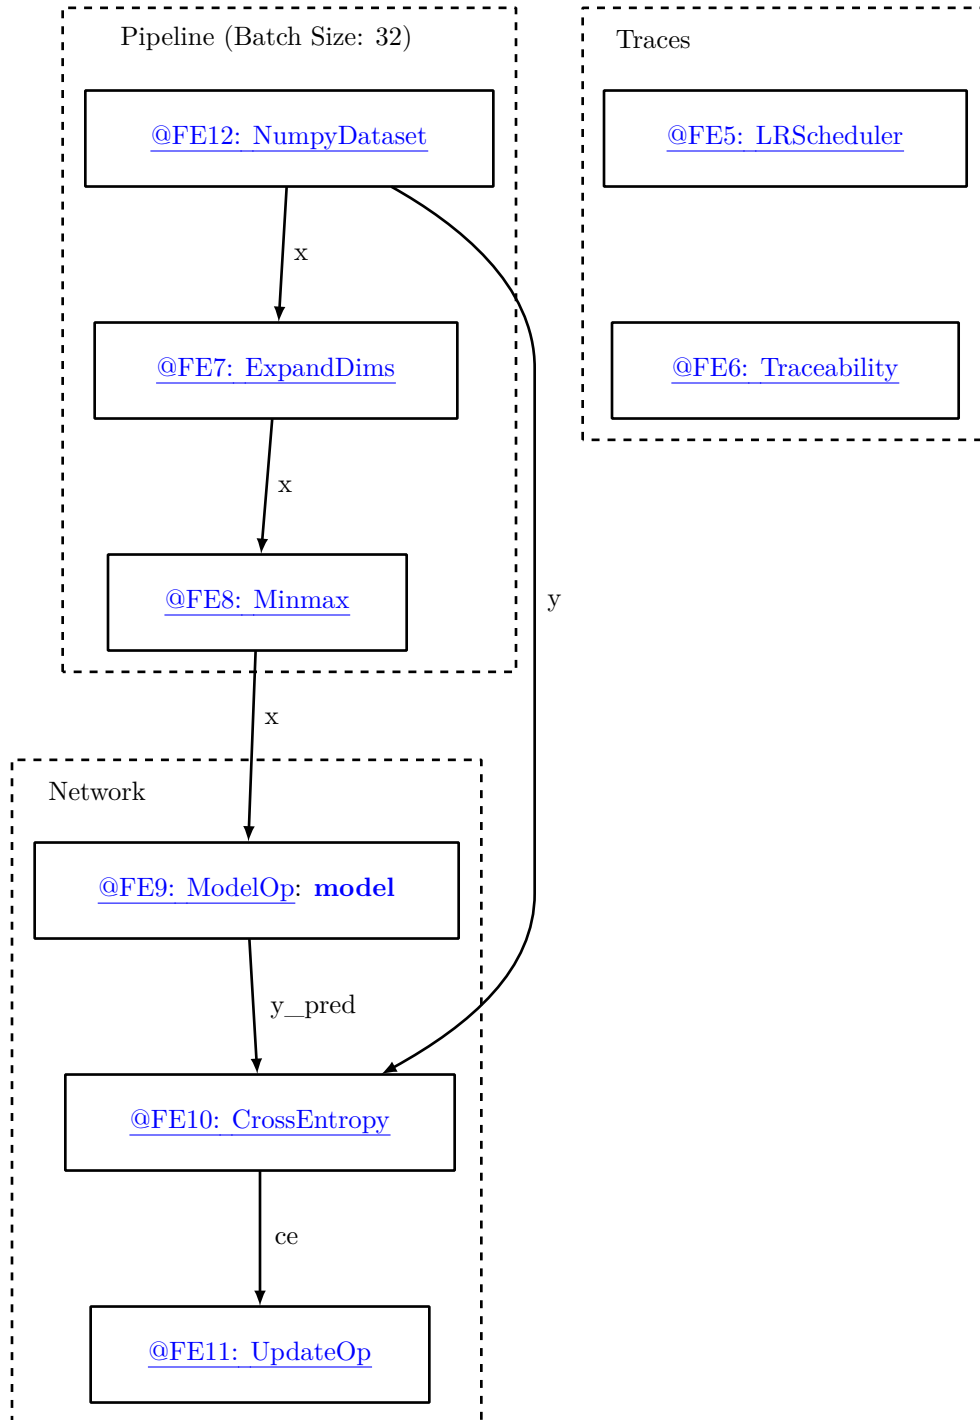 Pipeline (Batch Size: 32)
@FE12: NumpyDataset
x
@FE7: ExpandDims
x
@FE8: Minmax
x
y
Network
@FE9: ModelOp: model
y_pred
@FE10: CrossEntropy
ce
@FE11: UpdateOp
Traces
@FE5: LRScheduler
@FE6: Traceability